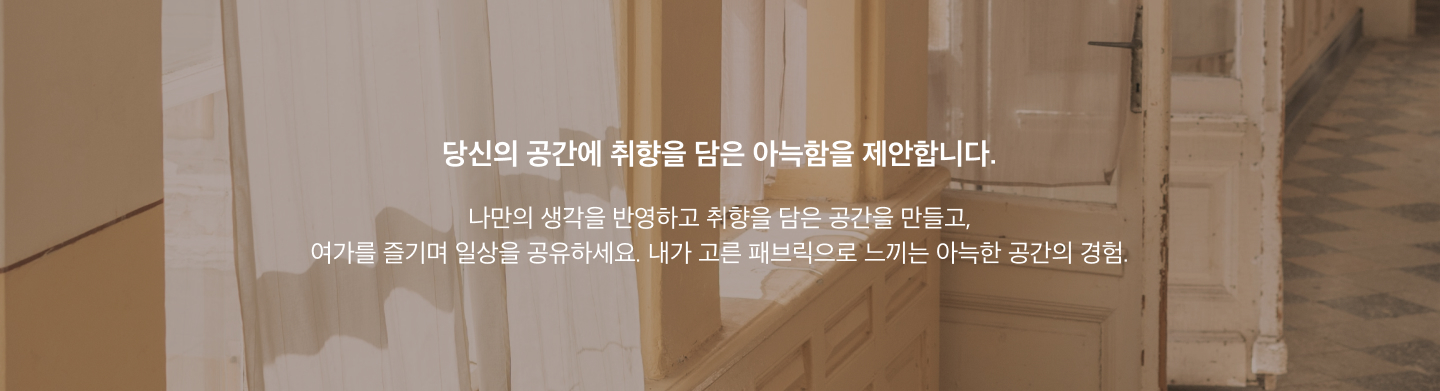 당신의 공간에 취향을 담은 아늑함을 제안합니다.
나만의 생각을 반영하고 취향을 담은 공간을 만들고,
여가를 즐기며 일상을 공유하세요. 내가 고른 패브릭으로 느끼는 아늑한 공간의 경험.